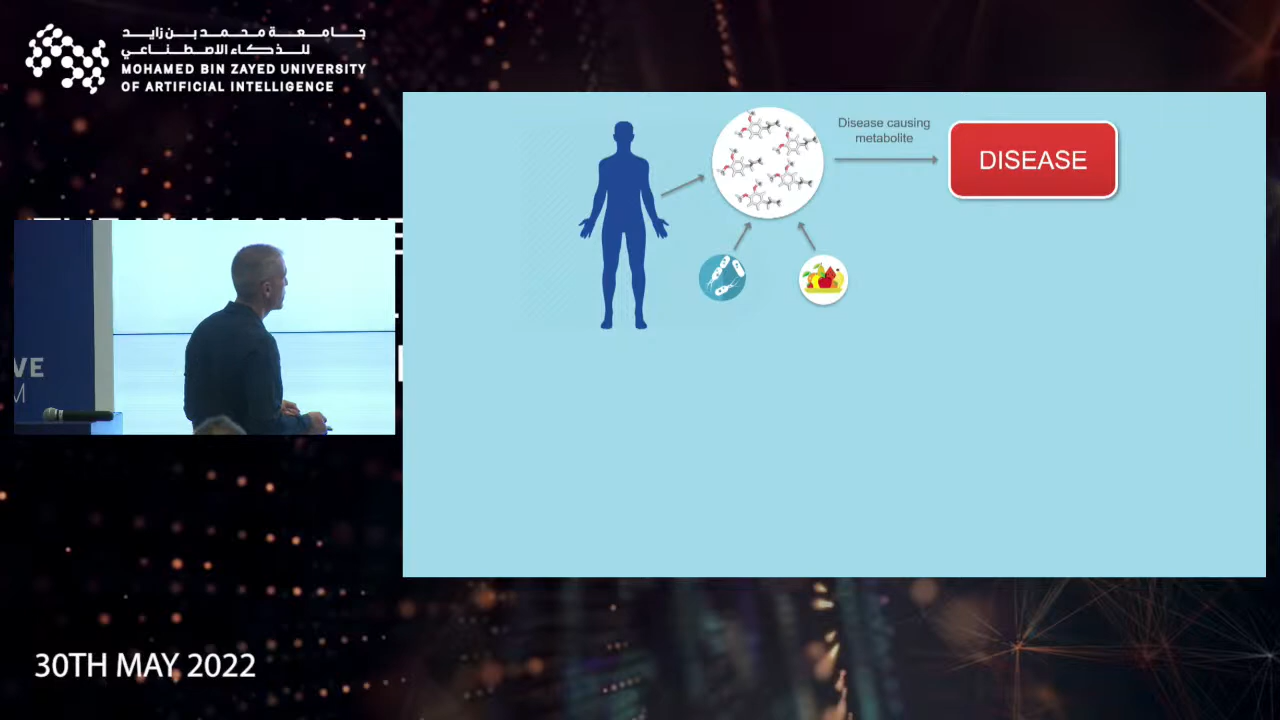 جامعة محمد بن زايد
للذكاء الاصطناعي
MOHAMED BIN ZAYED UNIVERSITY
OF ARTIFICIAL INTELLIGENCE
Disease causing
metabolite
DISEASE
VE
M
30TH MAY 2022